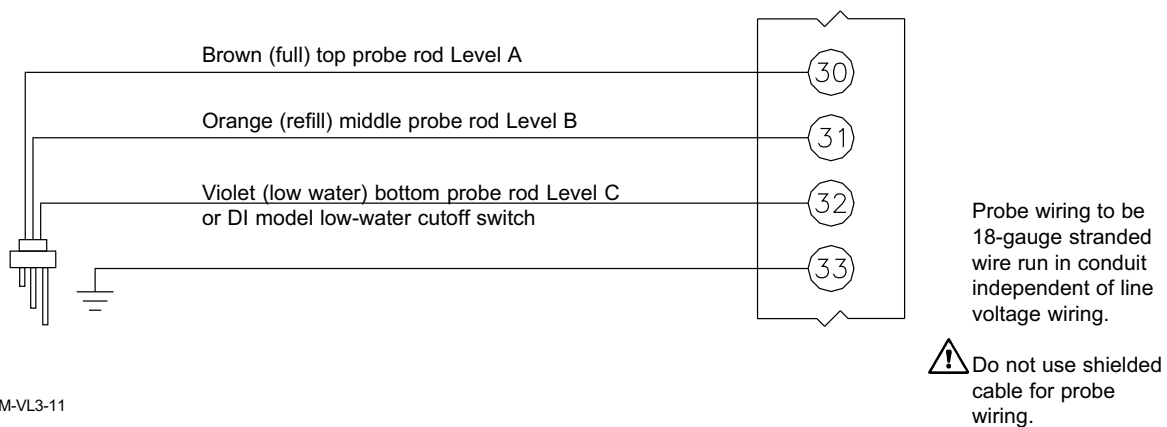 Brown (full) top probe rod Level A
30
Orange (refill) middle probe rod Level B
31
Violet (low water) bottom probe rod Level C
or DI model low-water cutoff switch
32
33
Probe wiring to be
18-gauge stranded
wire run in conduit
independent of line
voltage wiring.
Do not use shielded
cable for probe
wiring.
M-VL3-11